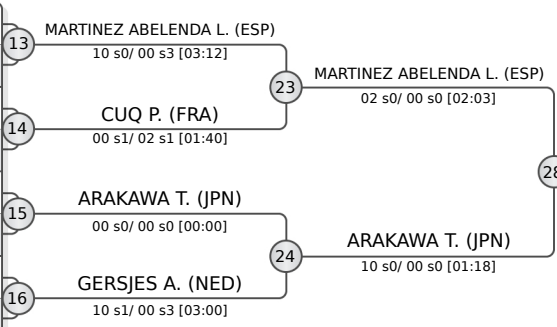 MARTINEZ ABELENDA L. (ESP)
13
10 s0/ 00 s3 [03:12]
23
MARTINEZ ABELENDA L. (ESP)
02 s0/ 00 s0 [02:03]
CUQ P. (FRA)
14
00 s1/ 02 s1 [01:40]
28
ARAKAWA T. (JPN)
15
00 s0/ 00 s0 [00:00]
24
ARAKAWA T. (JPN)
10 s0/ 00 s0 [01:18]
GERSJES A. (NED)
16
10 s1/ 00 s3 [03:00]